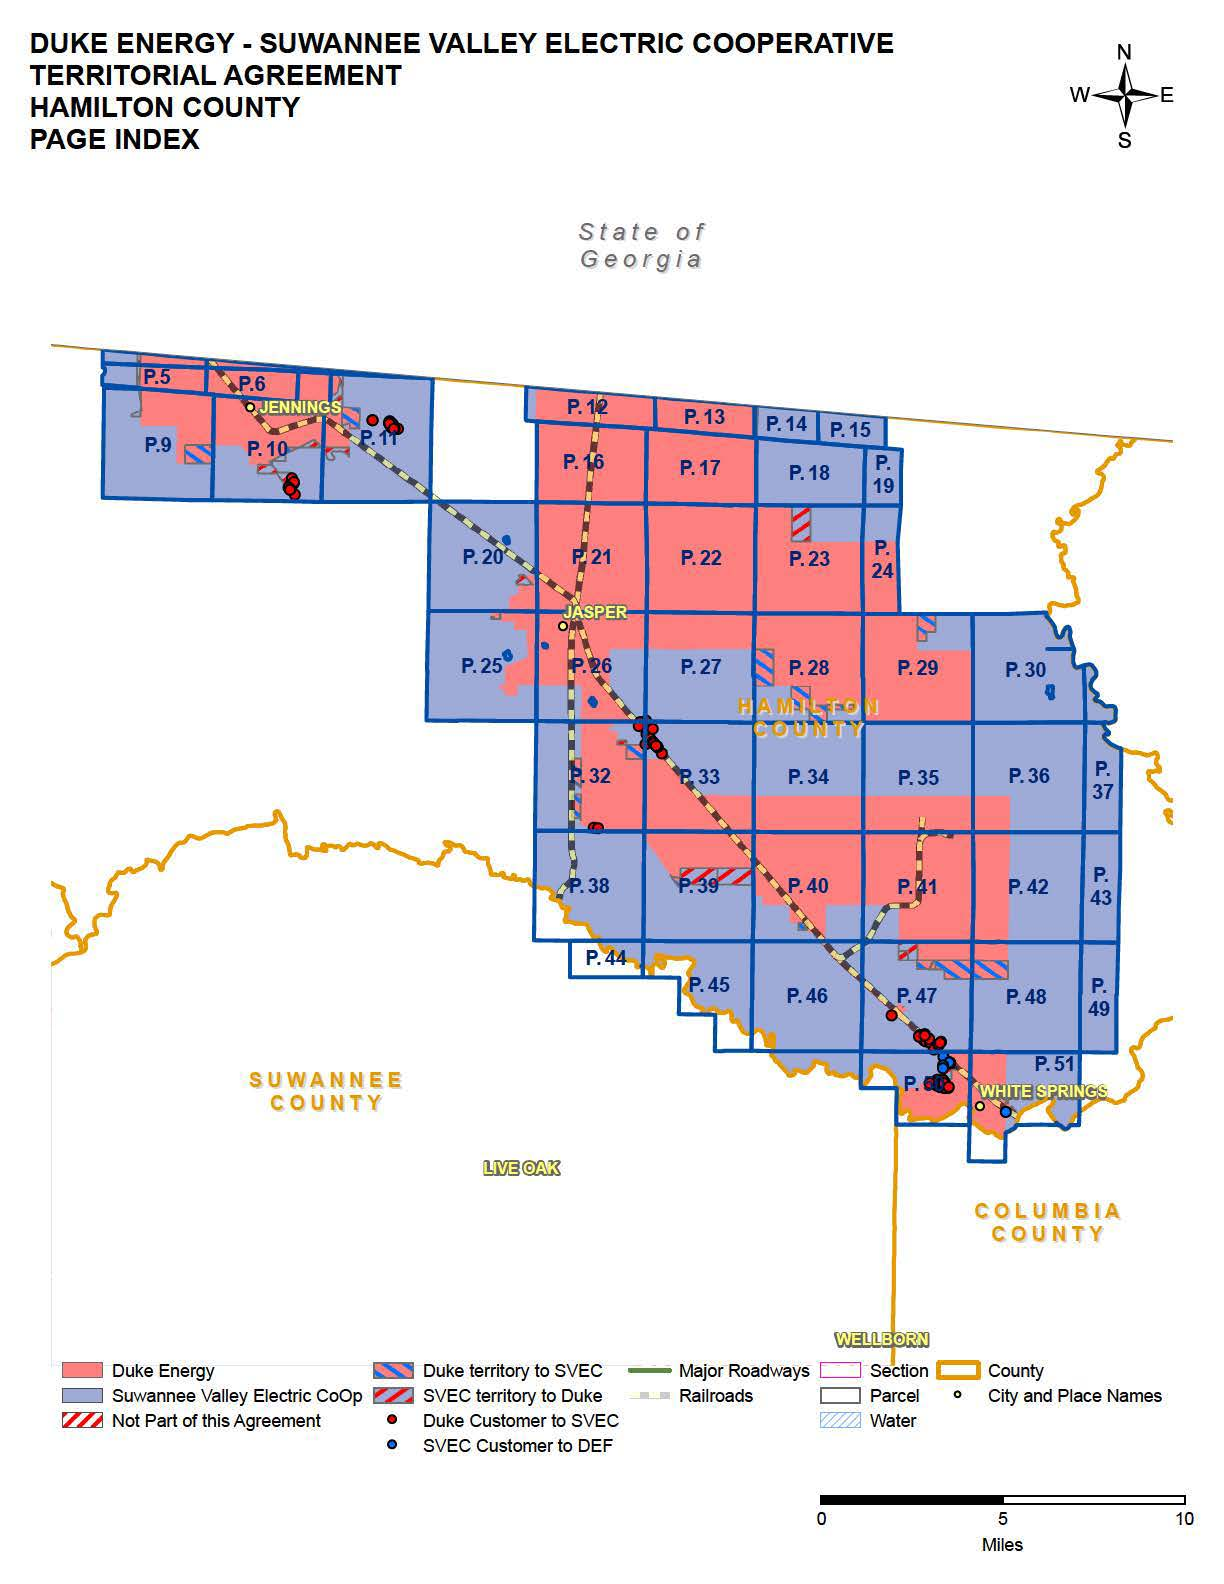 DUKE ENERGY - SUWANNEE VALLEY ELECTRIC COOPERATIVE
TERRITORIAL AGREEMENT
HAMILTON COUNTY
PAGE INDEX
N
W E
S
State of
Georgia
P. 5
P. 6
JENNINGS
P. 9
P. 10
P. 11
P. 12
P. 13
P. 14
P. 15
P. 16
P. 17
P. 18
P.
19
P. 20
P. 21
P. 22
P. 23
P.
24
JASPER
P. 25
P. 26
P. 27
P. 28
P. 29
P. 30
HAMILTON
COUNTY
P. 32
P. 33
P. 34
P. 35
P. 36
P.
37
P. 38
P. 39
P. 40
P. 41
P. 42
P.
43
P. 44
P. 45
P. 46
P. 47
P. 48
P.
49
P. 50
P. 51
WHITE SPRINGS
SUWANNEE
COUNTY
LIVE OAK
COLUMBIA
COUNTY
WELLBORN
Duke Energy
Suwannee Valley Electric CoOp
Not Part of this Agreement
Duke territory to SVEC
SVEC territory to Duke
Duke Customer to SVEC
SVEC Customer to DEF
Major Roadways
Railroads
Section
Parcel
Water
County
City and Place Names
0 5 10
Miles